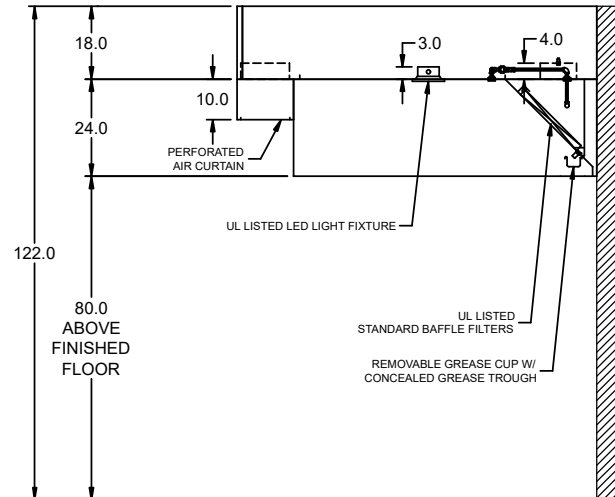 18.0
3.0
4.0
10.0
24.0
PERFORATED
AIR CURTAIN
UL LISTED LED LIGHT FIXTURE
122.0
80.0
ABOVE
FINISHED
FLOOR
UL LISTED
STANDARD BAFFLE FILTERS
REMOVABLE GREASE CUP W/
CONCEALED GREASE TROUGH